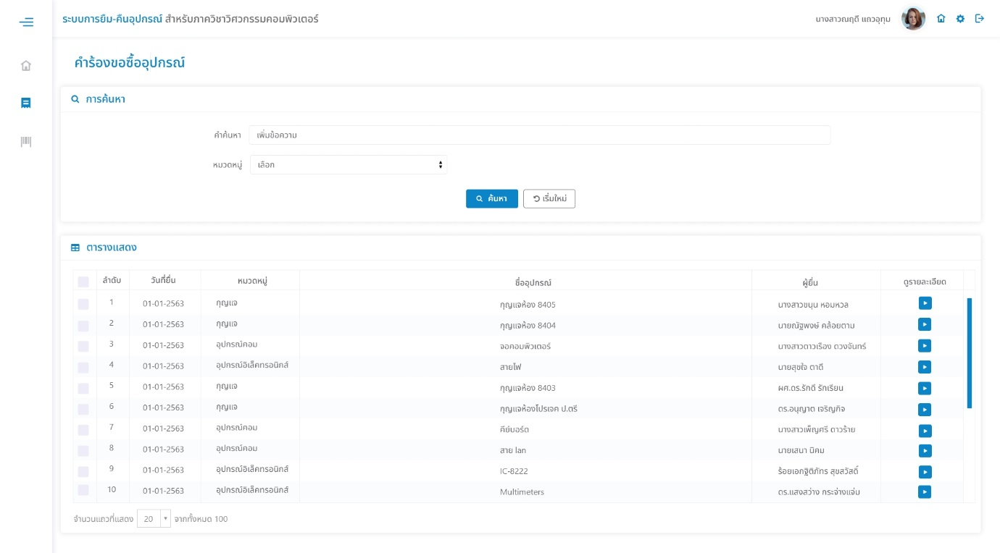 ระบบการยืม-คืนอุปกรณ์ สำหรับภาควิชาวิศวกรรมคอมพิวเตอร์
นางสาวณฤดี แถวอุทุม
คำร้องขอซื้ออุปกรณ์
การค้นหา
คำค้นหา เพิ่มข้อความ
หมวดหมู่ เลือก
ค้นหา เริ่มใหม่
ตารางแสดง
ลำดับ วันที่ยื่น หมวดหมู่ ชื่ออุปกรณ์ ผู้ยื่น ดูรายละเอียด
1 01-01-2563 กุญแจ กุญแจห้อง 8405 นางสาวขนุน หอมหวล
2 01-01-2563 กุญแจ กุญแจห้อง 8404 นายณัฐพงษ์ คล้อยตาม
3 01-01-2563 อุปกรณ์คอม จอคอมพิวเตอร์ นางสาวดาวเรือง ดวงจันทร์
4 01-01-2563 อุปกรณ์อิเล็คทรอนิกส์ สายไฟ นายสุขใจ ตาดี
5 01-01-2563 กุญแจ กุญแจห้อง 8403 ผศ.ดร.รักดี รักเรียน
6 01-01-2563 กุญแจ กุญแจห้องโปรเจค ป.ตรี ดร.อนุญาต เจริญกิจ
7 01-01-2563 อุปกรณ์คอม คีย์บอร์ด นางสาวเพ็ญศรี ดาวร้าย
8 01-01-2563 อุปกรณ์คอม สาย lan นายเสนา นิคม
9 01-01-2563 อุปกรณ์อิเล็คทรอนิกส์ IC-8222 ร้อยเอกฐิติภัทร สุขสวัสดิ์
10 01-01-2563 อุปกรณ์อิเล็คทรอนิกส์ Multimeters ดร.แสงสว่าง กระจ่างแจ่ม
จำนวนแถวที่แสดง 20 จากทั้งหมด 100